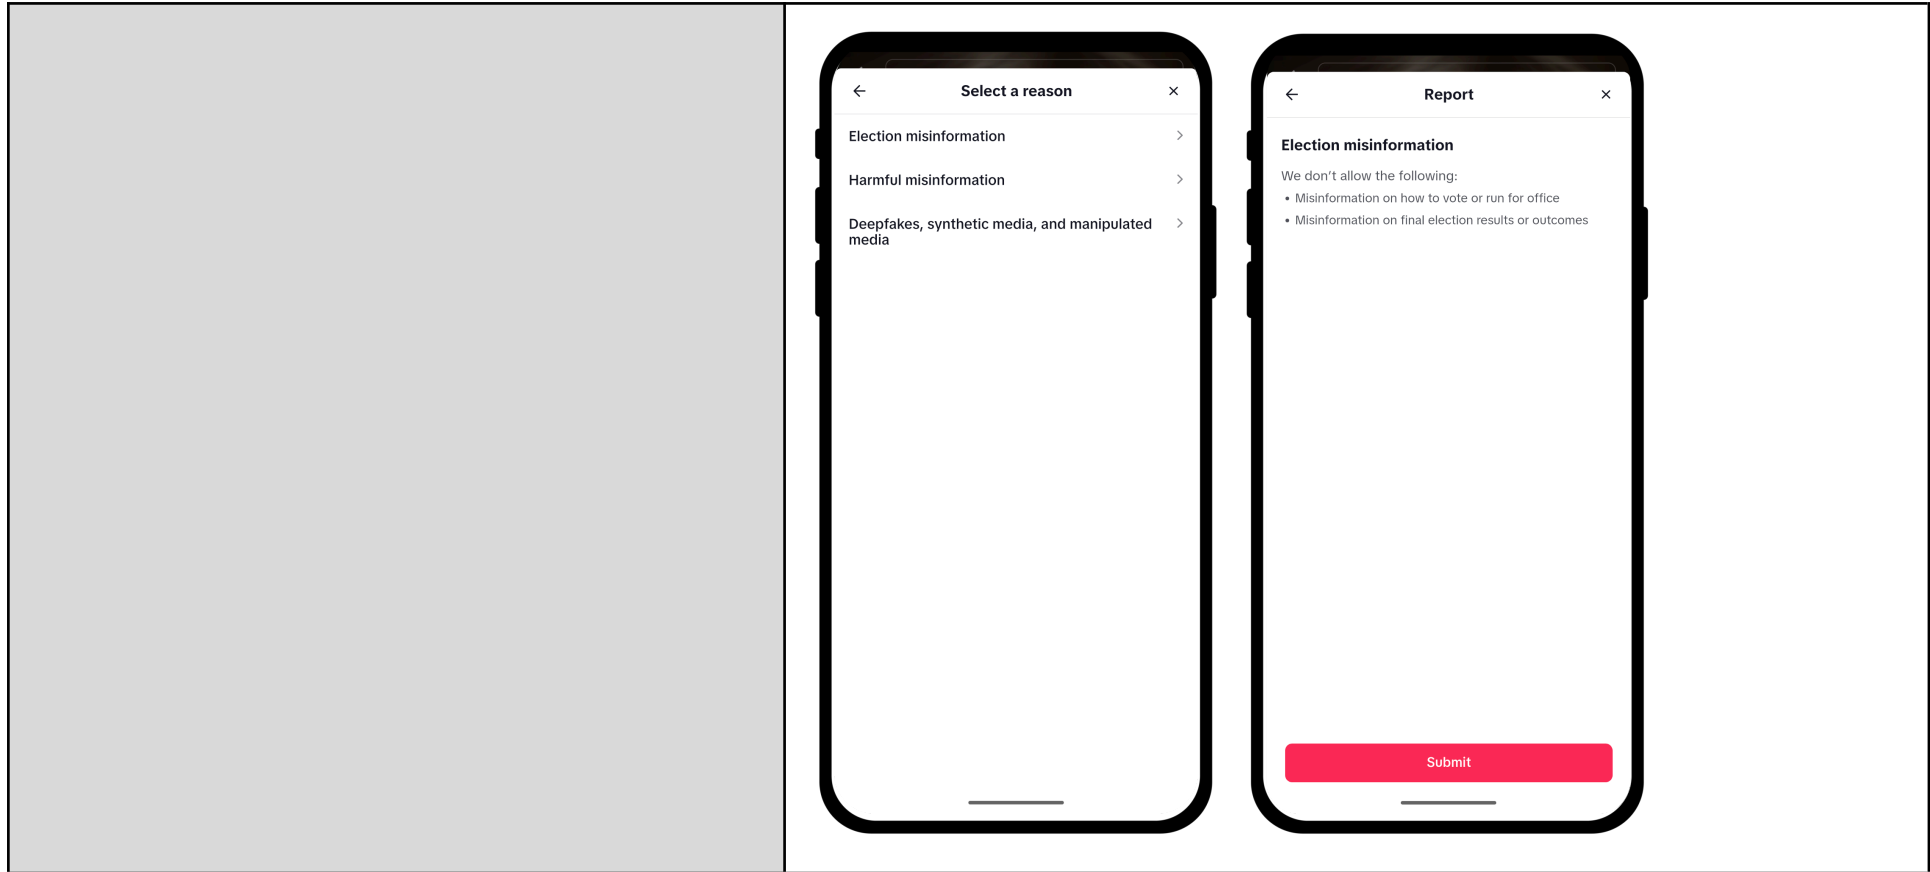 Select a reason
Election misinformation
Harmful misinformation
Deepfakes, synthetic media, and manipulated
media
Report
Election misinformation
We don’t allow the following:
• Misinformation on how to vote or run for office
• Misinformation on final election results or outcomes
Submit